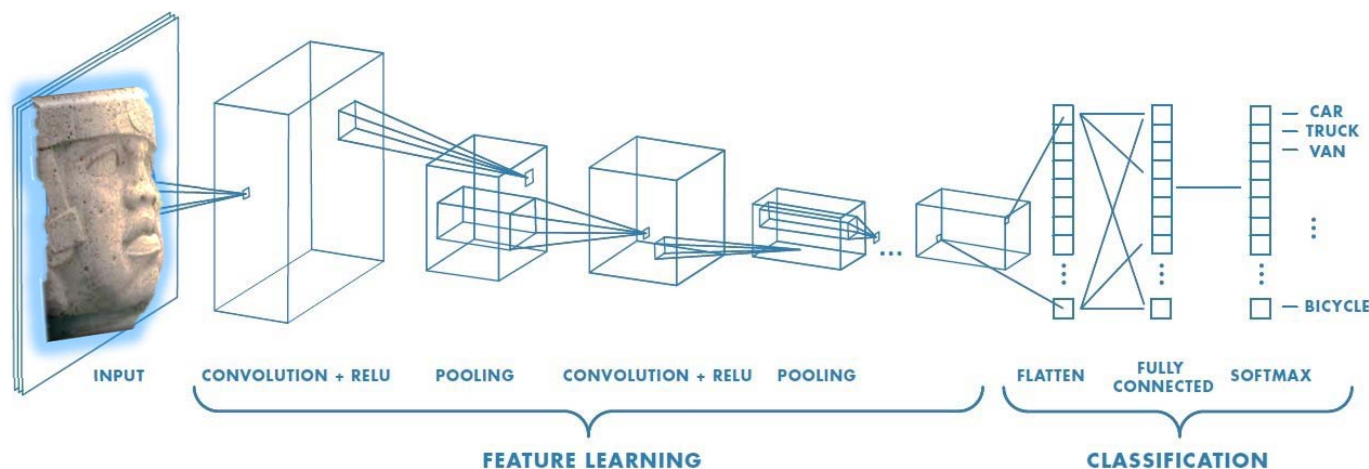 CAR
TRUCK
VAN
BICYCLE
INPUT
CONVOLUTION + RELU
POOLING
CONVOLUTION + RELU
POOLING
FLATTEN
FULLY
CONNECTED
SOFTMAX
FEATURE LEARNING
CLASSIFICATION